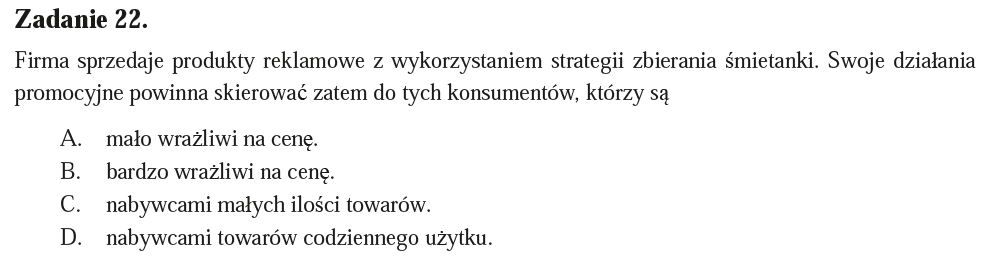 Zadanie 22.
Firma sprzedaje produkty reklamowe z wykorzystaniem strategii zbierania śmietanki. Swoje działania
promocyjne powinna skierować zatem do tych konsumentów, którzy są
A. mało wrażliwi na cenę.
B. bardzo wrażliwi na cenę.
C. nabywcami małych ilości towarów.
D. nabywcami towarów codziennego użytku.